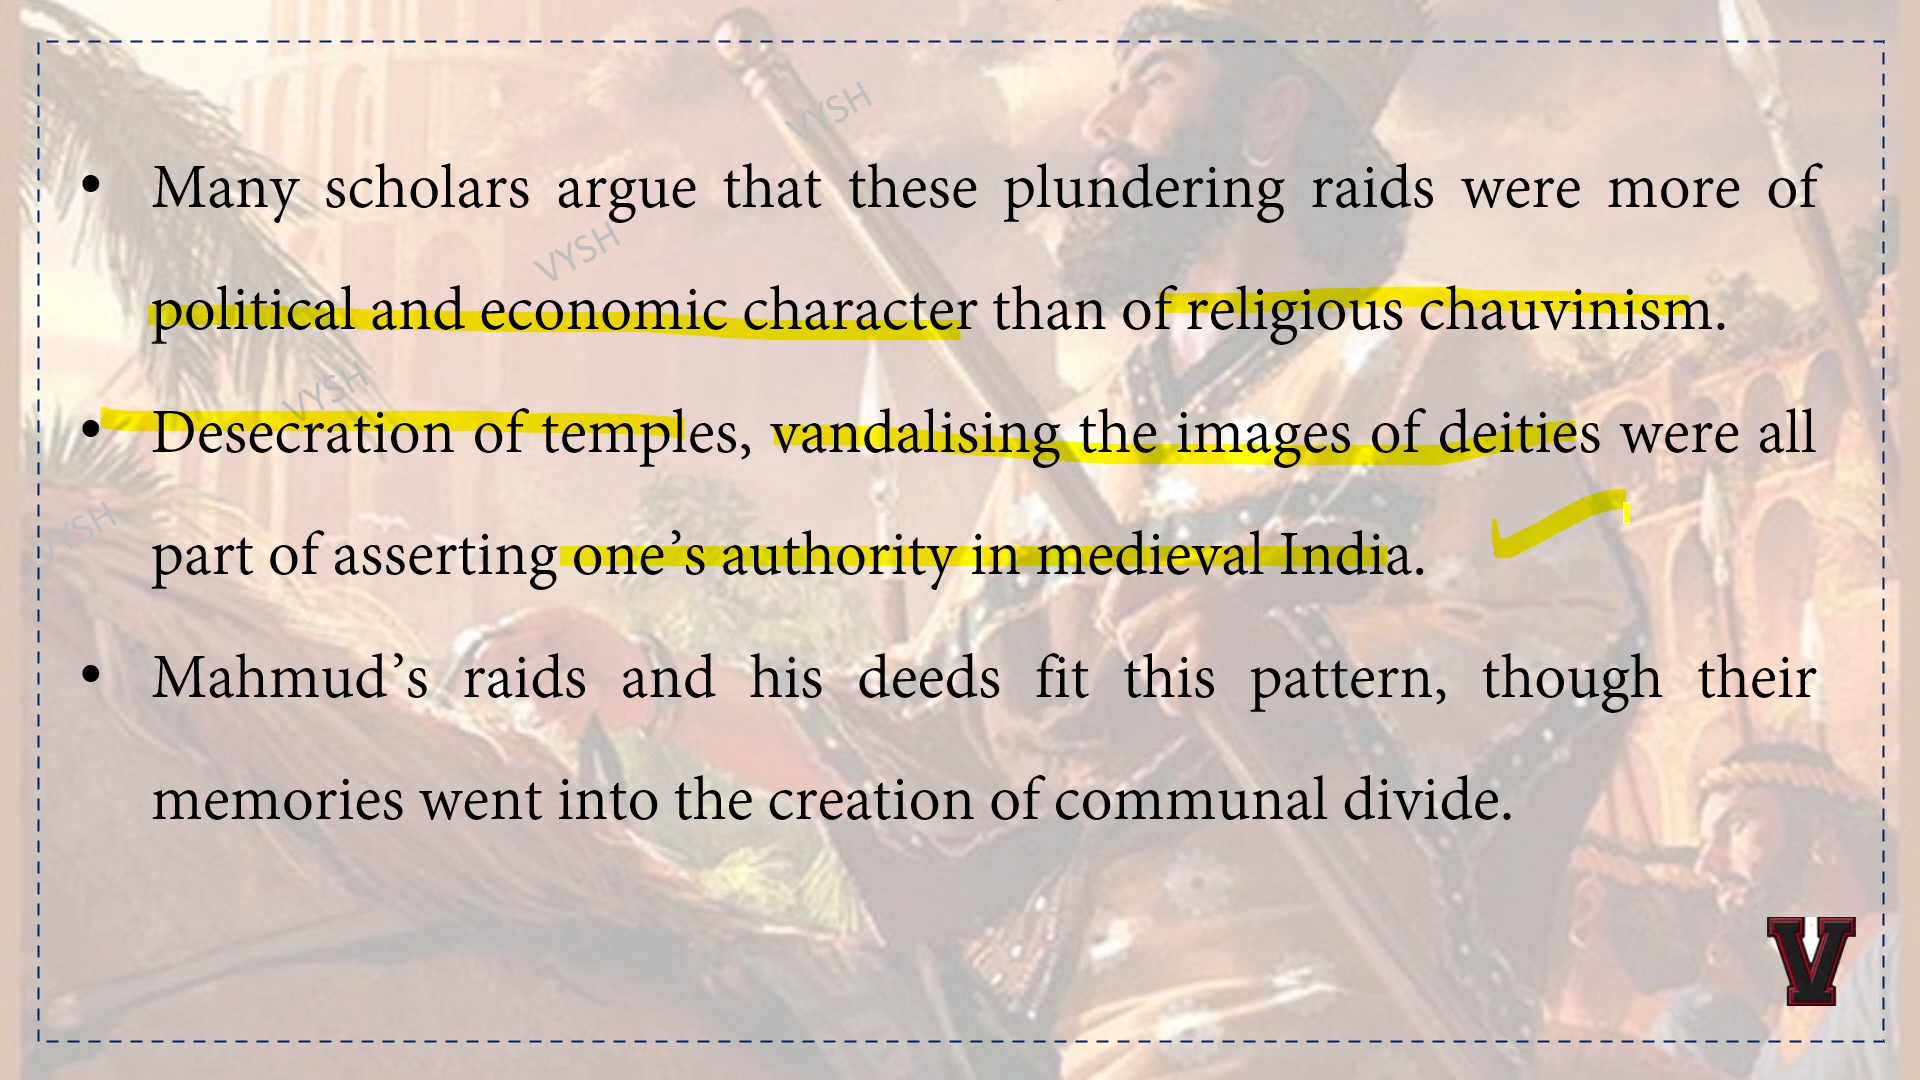 VYSH
• Many scholars argue that these plundering raids were more of
VYSH
political and economic character than of religious chauvinism.
VYSH
• Desecration of temples, vandalising the images of deities were all
VYSH
part of asserting one’s authority in medieval India.
• Mahmud’s raids and his deeds fit this pattern, though their
memories went into the creation of communal divide.
V